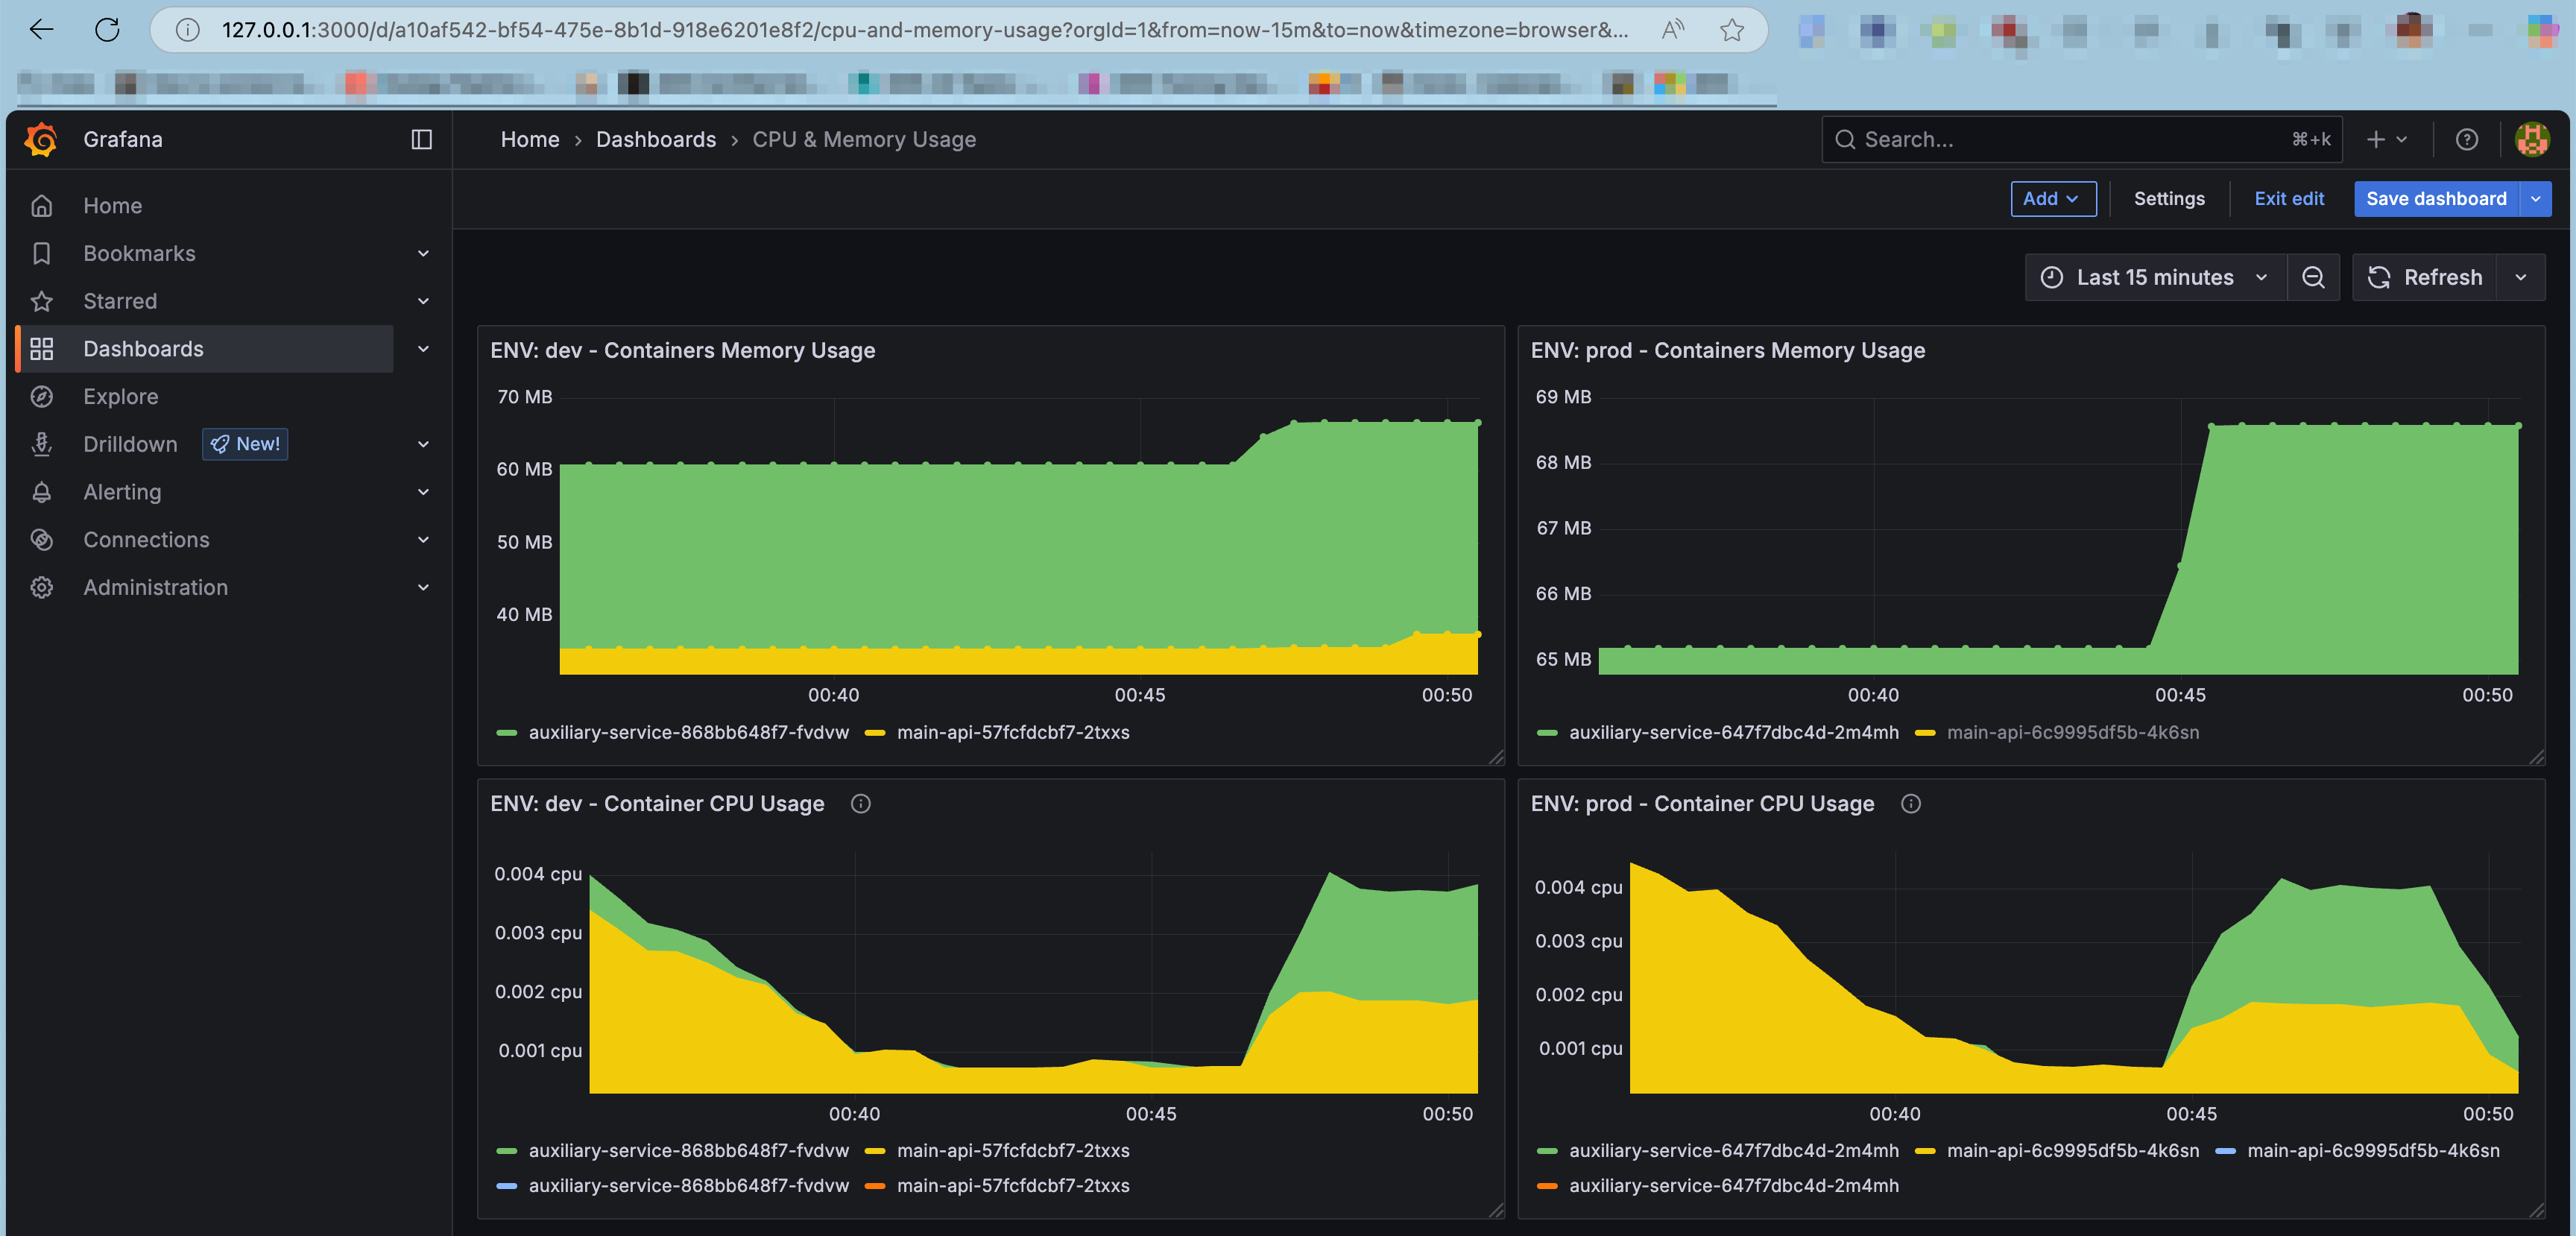 127.0.0.1:3000/d/a10af542-bf54-475e-8b1d-918e6201e8f2/cpu-and-memory-usage?orgId=1&from=now-15m&to=now&timezone=browser&...
Grafana
Home › Dashboards › CPU & Memory Usage
Search...
⌘+k
Add
Settings
Exit edit
Save dashboard
Home
Bookmarks
Starred
Dashboards
Explore
Drilldown
New!
Alerting
Connections
Administration
Last 15 minutes
Refresh
ENV: dev - Containers Memory Usage
70 MB
60 MB
50 MB
40 MB
00:40 00:45 00:50
auxiliary-service-868bb648f7-fvdvw main-api-57fcfdcbf7-2txxs
ENV: prod - Containers Memory Usage
69 MB
68 MB
67 MB
66 MB
65 MB
00:40 00:45 00:50
auxiliary-service-647f7dbc4d-2m4mh main-api-6c9995df5b-4k6sn
ENV: dev - Container CPU Usage
0.004 cpu
0.003 cpu
0.002 cpu
0.001 cpu
00:40 00:45 00:50
auxiliary-service-868bb648f7-fvdvw main-api-57fcfdcbf7-2txxs
auxiliary-service-868bb648f7-fvdvw main-api-57fcfdcbf7-2txxs
ENV: prod - Container CPU Usage
0.004 cpu
0.003 cpu
0.002 cpu
0.001 cpu
00:40 00:45 00:50
auxiliary-service-647f7dbc4d-2m4mh main-api-6c9995df5b-4k6sn main-api-6c9995df5b-4k6sn
auxiliary-service-647f7dbc4d-2m4mh